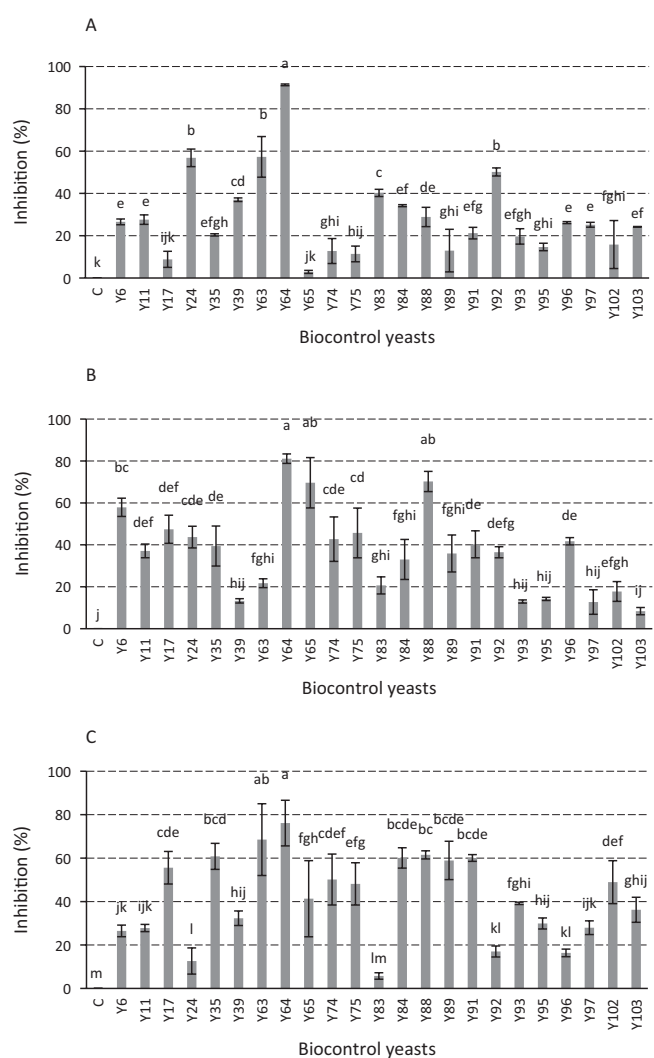 A
Inhibition (%)
100
80
60
40
20
0
k e e ijk b efgh cd b a jk ghi hij c ef de ghi efg b efgh ghi e e fghi ef
C Y6 Y11 Y17 Y24 Y35 Y39 Y63 Y64 Y65 Y74 Y75 Y83 Y84 Y88 Y89 Y91 Y92 Y93 Y95 Y96 Y97 Y102 Y103
Biocontrol yeasts
B
Inhibition (%)
100
80
60
40
20
0
j bc def def cde de hij fghi a ab cde cd ghi fghi ab fghi de defg hij hij de hij efgh ij
C Y6 Y11 Y17 Y24 Y35 Y39 Y63 Y64 Y65 Y74 Y75 Y83 Y84 Y88 Y89 Y91 Y92 Y93 Y95 Y96 Y97 Y102 Y103
Biocontrol yeasts
C
Inhibition (%)
100
80
60
40
20
0
m jk ijk cde l bcd hij ab a fgh cdef efg lm bcde bc bcde bcde kl fghi hij kl ijk def ghij
C Y6 Y11 Y17 Y24 Y35 Y39 Y63 Y64 Y65 Y74 Y75 Y83 Y84 Y88 Y89 Y91 Y92 Y93 Y95 Y96 Y97 Y102 Y103
Biocontrol yeasts